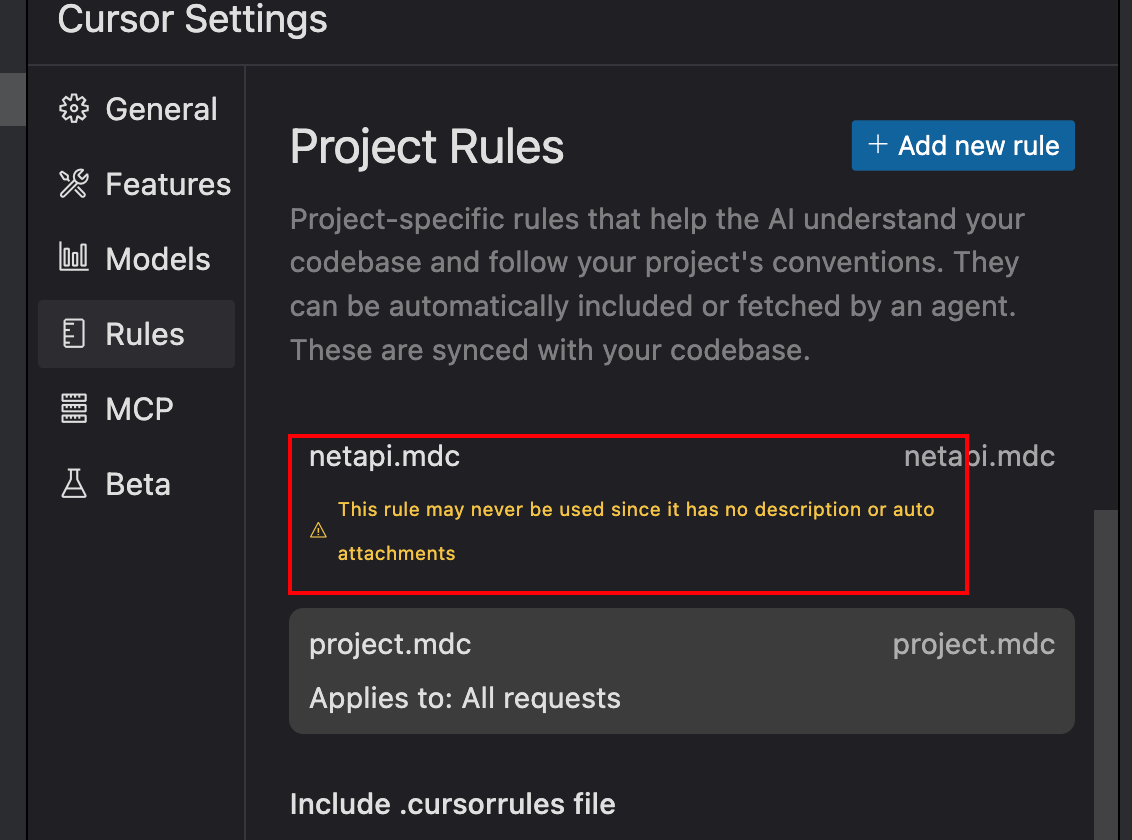 Cursor Settings
General
Features
Models
Rules
MCP
Beta
Project Rules
+ Add new rule
Project-specific rules that help the AI understand your
codebase and follow your project's conventions. They
can be automatically included or fetched by an agent.
These are synced with your codebase.
netapi.mdc
netapi.mdc
This rule may never be used since it has no description or auto
attachments
project.mdc
project.mdc
Applies to: All requests
Include .cursorrules file